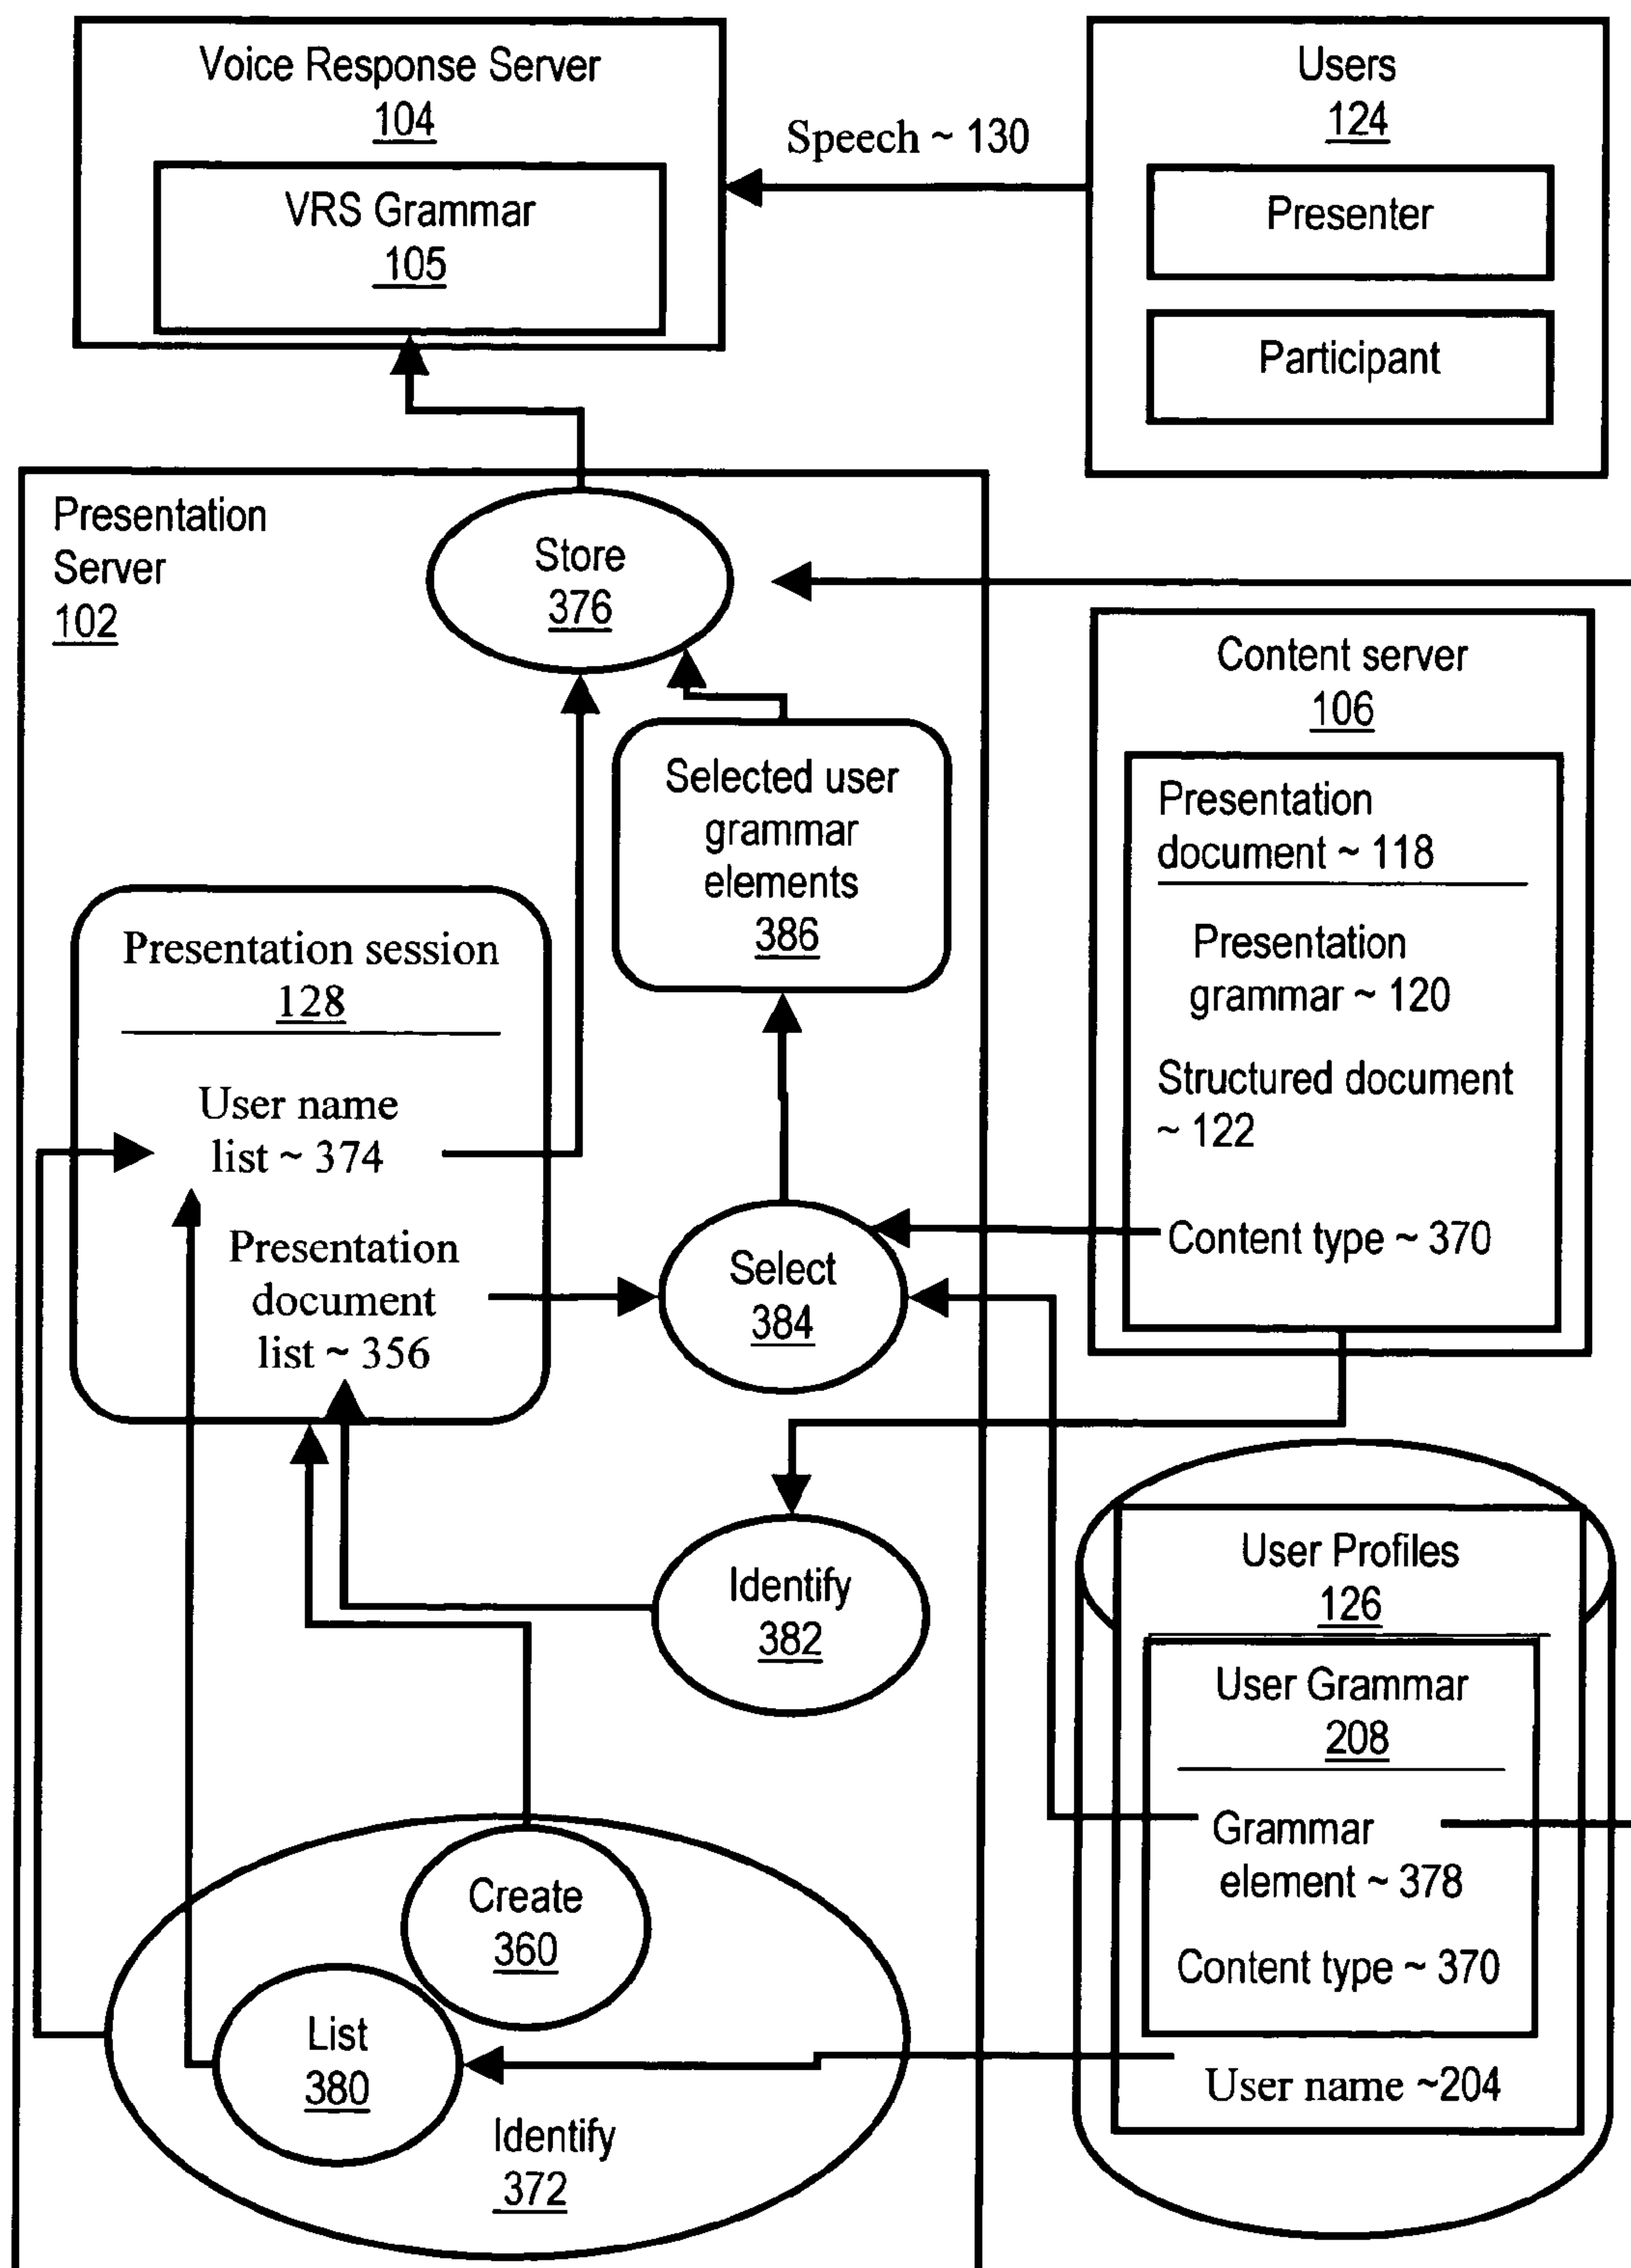 Voice Response Server
104
VRS Grammar
105
Speech ~ 130
Users
124
Presenter
Participant
Presentation
Server
102
Store
376
Selected user
grammar
elements
386
Content server
106
Presentation
document ~ 118
Presentation
grammar ~ 120
Structured document
~ 122
Content type ~ 370
Presentation session
128
User name
list ~ 374
Presentation
document
list ~ 356
Select
384
Identify
382
User Profiles
126
User Grammar
208
Grammar
element ~ 378
Content type ~ 370
User name ~204
Create
360
List
380
Identify
372